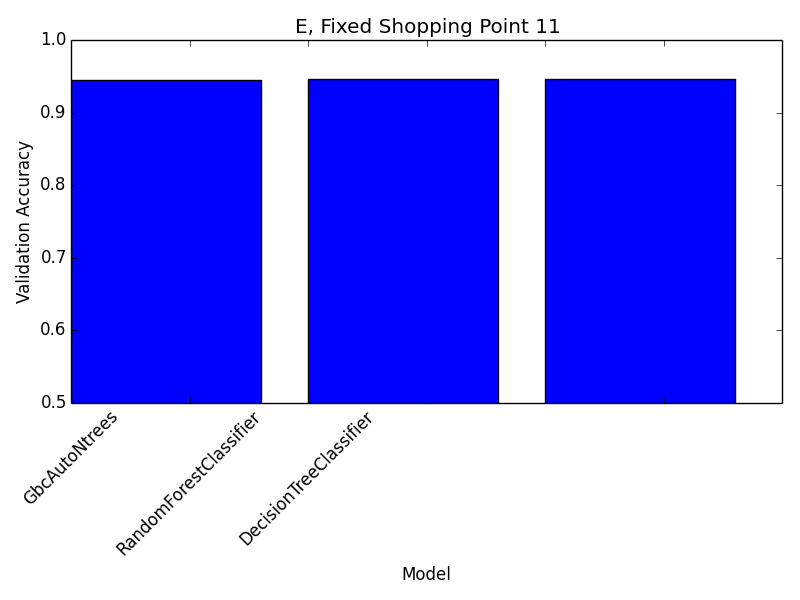 E, Fixed Shopping Point 11
1.0
0.9
0.8
0.7
0.6
0.5
Validation Accuracy
GbcAutoNtrees
RandomForestClassifier
DecisionTreeClassifier
Model